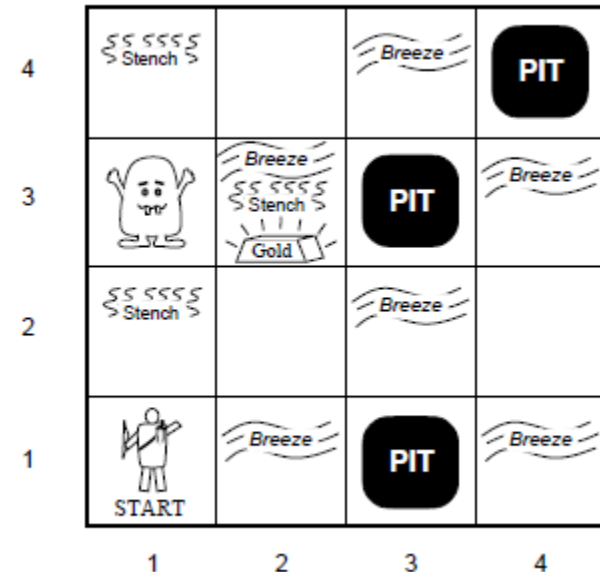 4
Stench
Breeze
PIT
3
Breeze
Stench
Gold
PIT
Breeze
2
Stench
Breeze
1
START
Breeze
PIT
Breeze
1 2 3 4